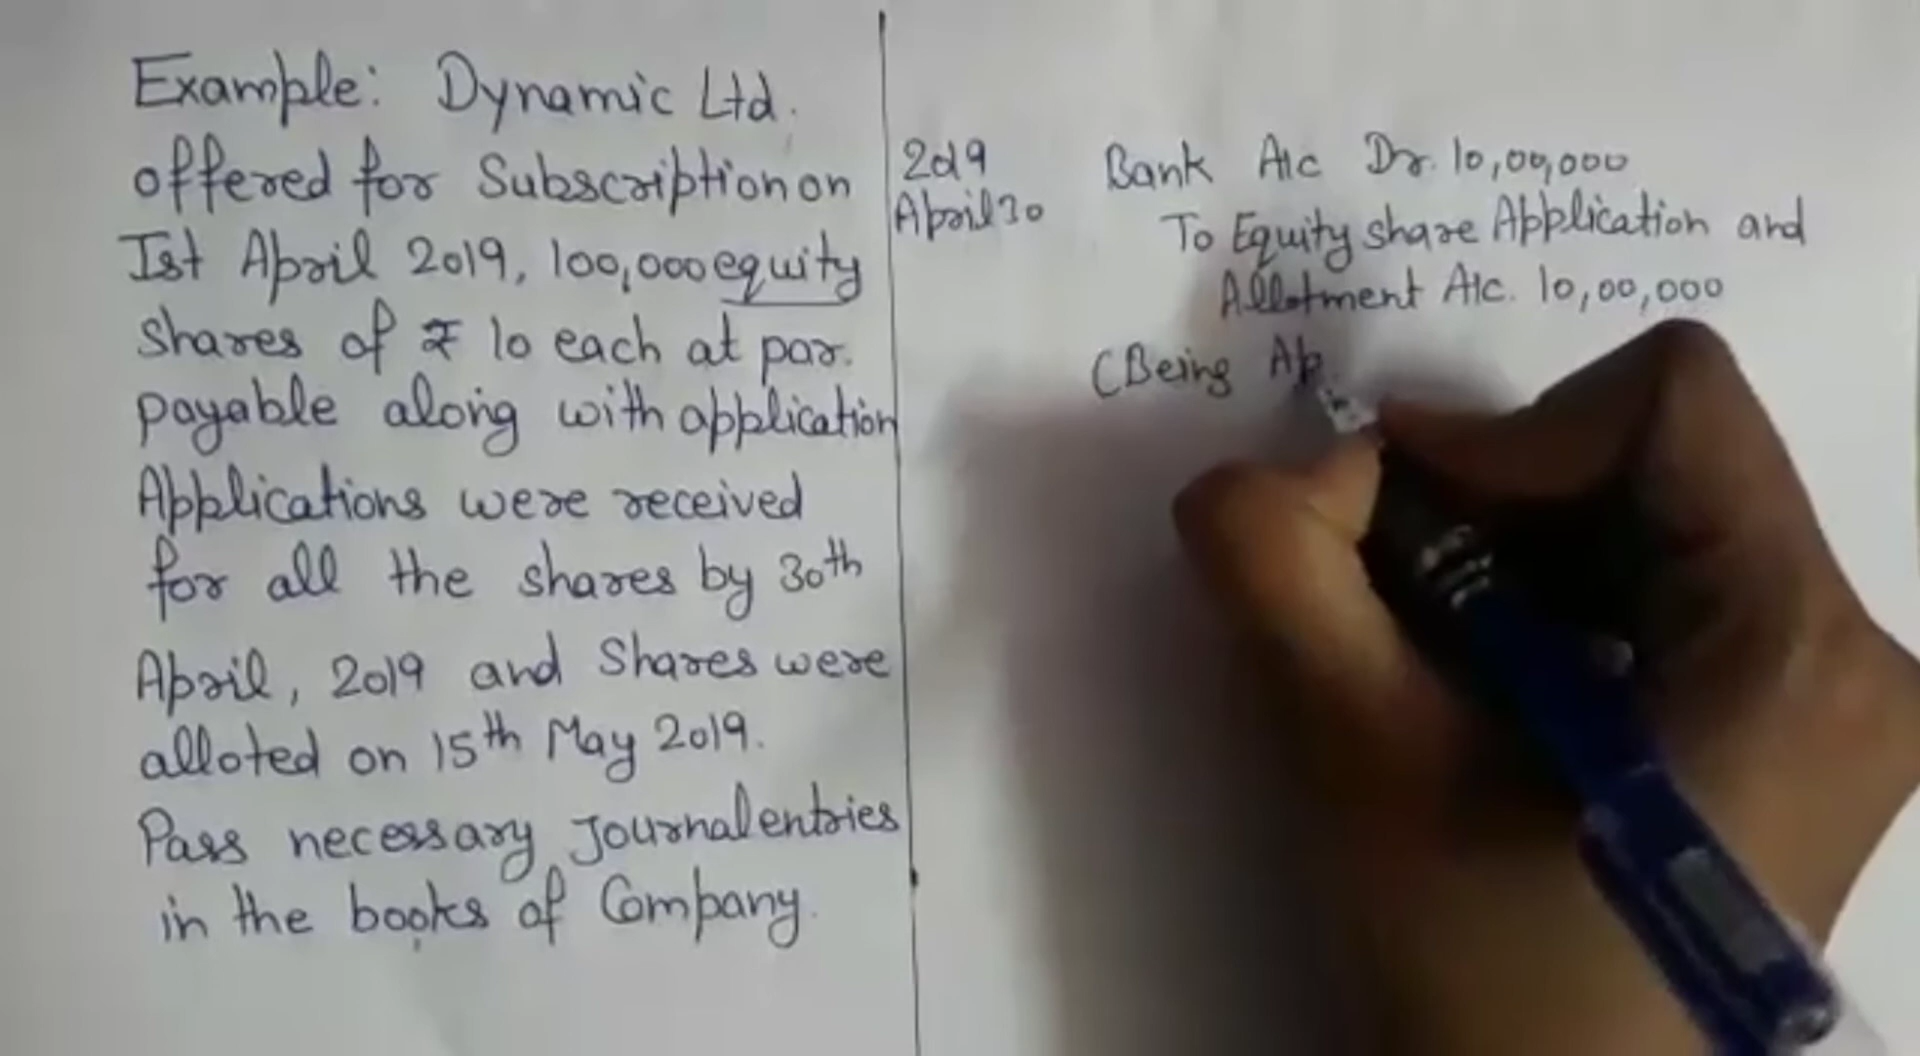 Example: Dynamic Ltd.
offered for Subscription on
Ist April 2019, 100,000 equity
shares of ₹ 10 each at par.
payable along with application
Applications were received
for all the shares by 30th
April, 2019 and Shares were
alloted on 15th May 2019.
Pass necessary Journal entries
in the books of Company.
2019
April 30
Bank A/c Dr. 10,00,000
To Equity share Application and
Allotment A/c. 10,00,000
(Being Ap